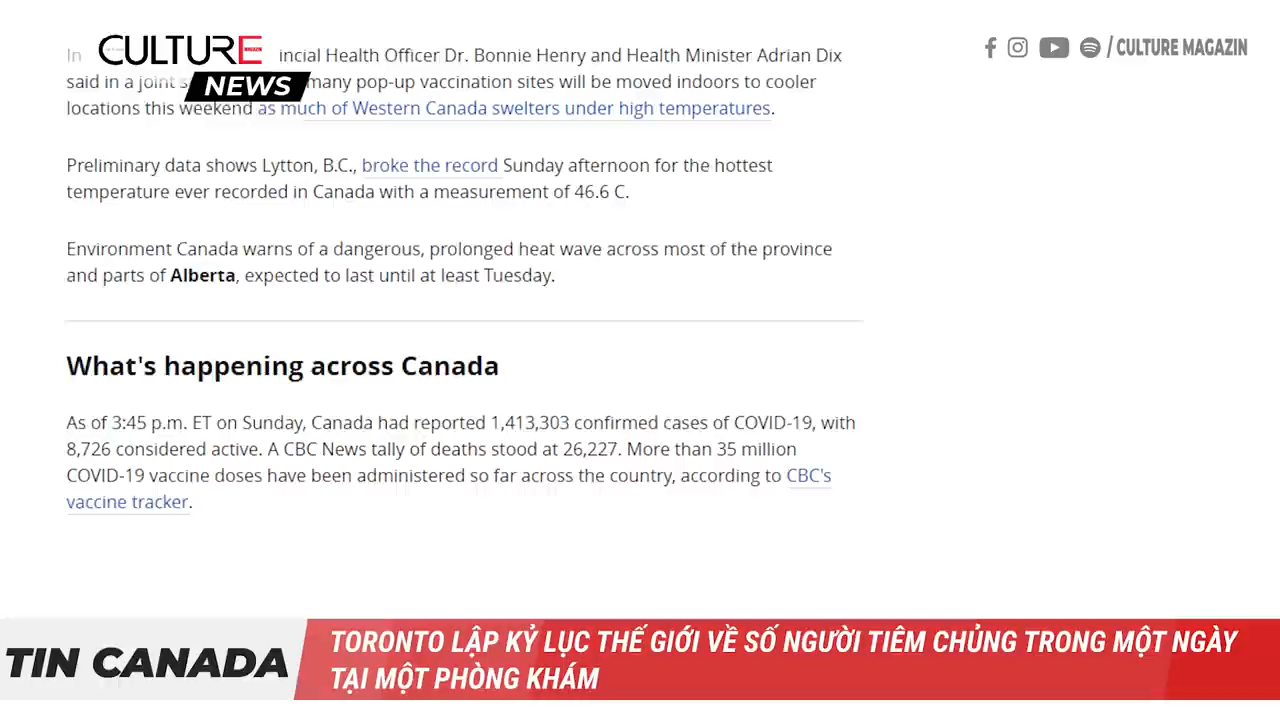 CULTURE
MAGAZIN
NEWS
/ CULTURE MAGAZIN
In incial Health Officer Dr. Bonnie Henry and Health Minister Adrian Dix
said in a joint s many pop-up vaccination sites will be moved indoors to cooler
locations this weekend as much of Western Canada swelters under high temperatures.
Preliminary data shows Lytton, B.C., broke the record Sunday afternoon for the hottest
temperature ever recorded in Canada with a measurement of 46.6 C.
Environment Canada warns of a dangerous, prolonged heat wave across most of the province
and parts of Alberta, expected to last until at least Tuesday.
What's happening across Canada
As of 3:45 p.m. ET on Sunday, Canada had reported 1,413,303 confirmed cases of COVID-19, with
8,726 considered active. A CBC News tally of deaths stood at 26,227. More than 35 million
COVID-19 vaccine doses have been administered so far across the country, according to CBC's
vaccine tracker.
TIN CANADA
TORONTO LẬP KỶ LỤC THẾ GIỚI VỀ SỐ NGƯỜI TIÊM CHỦNG TRONG MỘT NGÀY
TẠI MỘT PHÒNG KHÁM